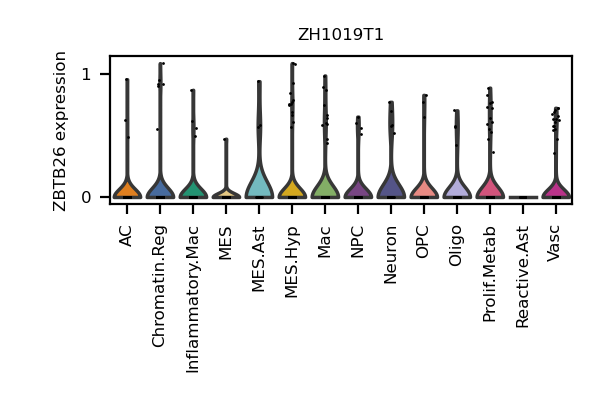 ZH1019T1
ZBTB26 expression
1
0
AC
Chromatin.Reg
Inflammatory.Mac
MES
MES.Ast
MES.Hyp
Mac
NPC
Neuron
OPC
Oligo
Prolif.Metab
Reactive.Ast
Vasc